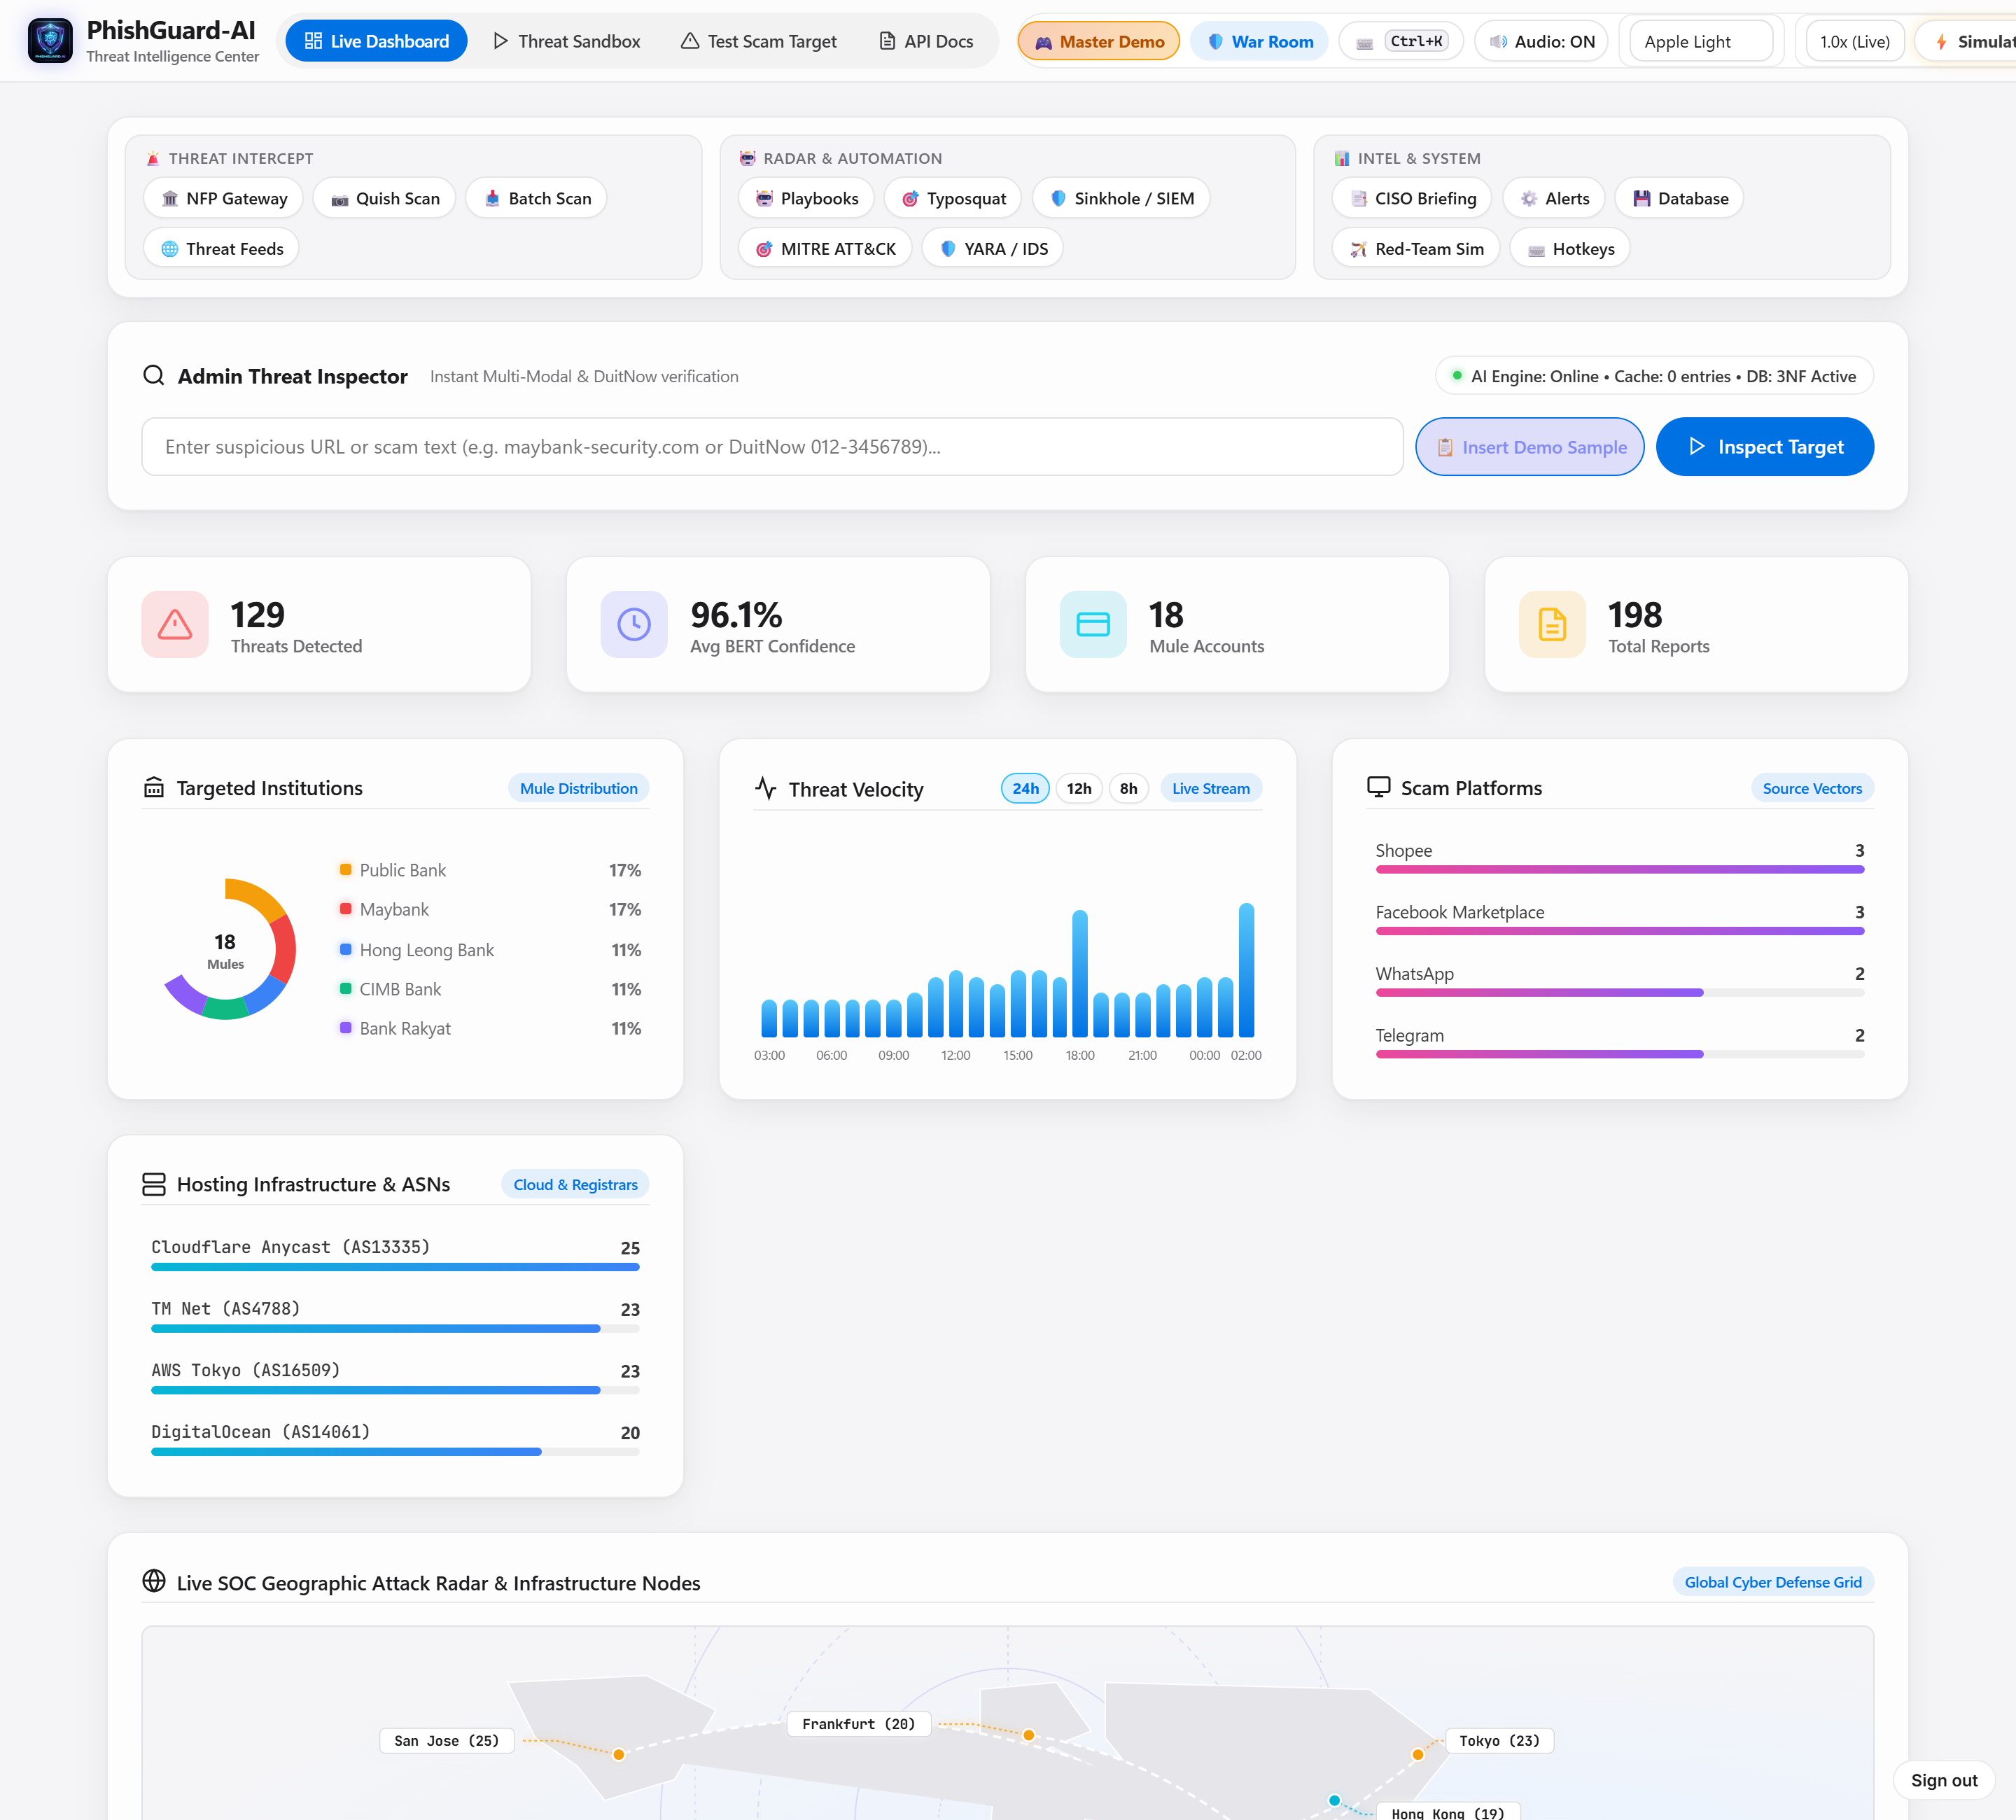 PhishGuard-AI
Threat Intelligence Center
Live Dashboard
Threat Sandbox
Test Scam Target
API Docs
Master Demo
War Room
Ctrl+K
Audio: ON
Apple Light
1.0x (Live)
Simulat
THREAT INTERCEPT
NFP Gateway
Quish Scan
Batch Scan
Threat Feeds
RADAR & AUTOMATION
Playbooks
Typosquat
Sinkhole / SIEM
MITRE ATT&CK
YARA / IDS
INTEL & SYSTEM
CISO Briefing
Alerts
Database
Red-Team Sim
Hotkeys
Admin Threat Inspector
Instant Multi-Modal & DuitNow verification
AI Engine: Online • Cache: 0 entries • DB: 3NF Active
Enter suspicious URL or scam text (e.g. maybank-security.com or DuitNow 012-3456789)...
Insert Demo Sample
Inspect Target
129
Threats Detected
96.1%
Avg BERT Confidence
18
Mule Accounts
198
Total Reports
Targeted Institutions
Mule Distribution
18
Mules
Public Bank 17%
Maybank 17%
Hong Leong Bank 11%
CIMB Bank 11%
Bank Rakyat 11%
Threat Velocity
24h
12h
8h
Live Stream
03:00 06:00 09:00 12:00 15:00 18:00 21:00 00:00 02:00
Scam Platforms
Source Vectors
Shopee 3
Facebook Marketplace 3
WhatsApp 2
Telegram 2
Hosting Infrastructure & ASNs
Cloud & Registrars
Cloudflare Anycast (AS13335) 25
TM Net (AS4788) 23
AWS Tokyo (AS16509) 23
DigitalOcean (AS14061) 20
Live SOC Geographic Attack Radar & Infrastructure Nodes
Global Cyber Defense Grid
San Jose (25)
Frankfurt (20)
Tokyo (23)
Hong Kong (19)
Sign out